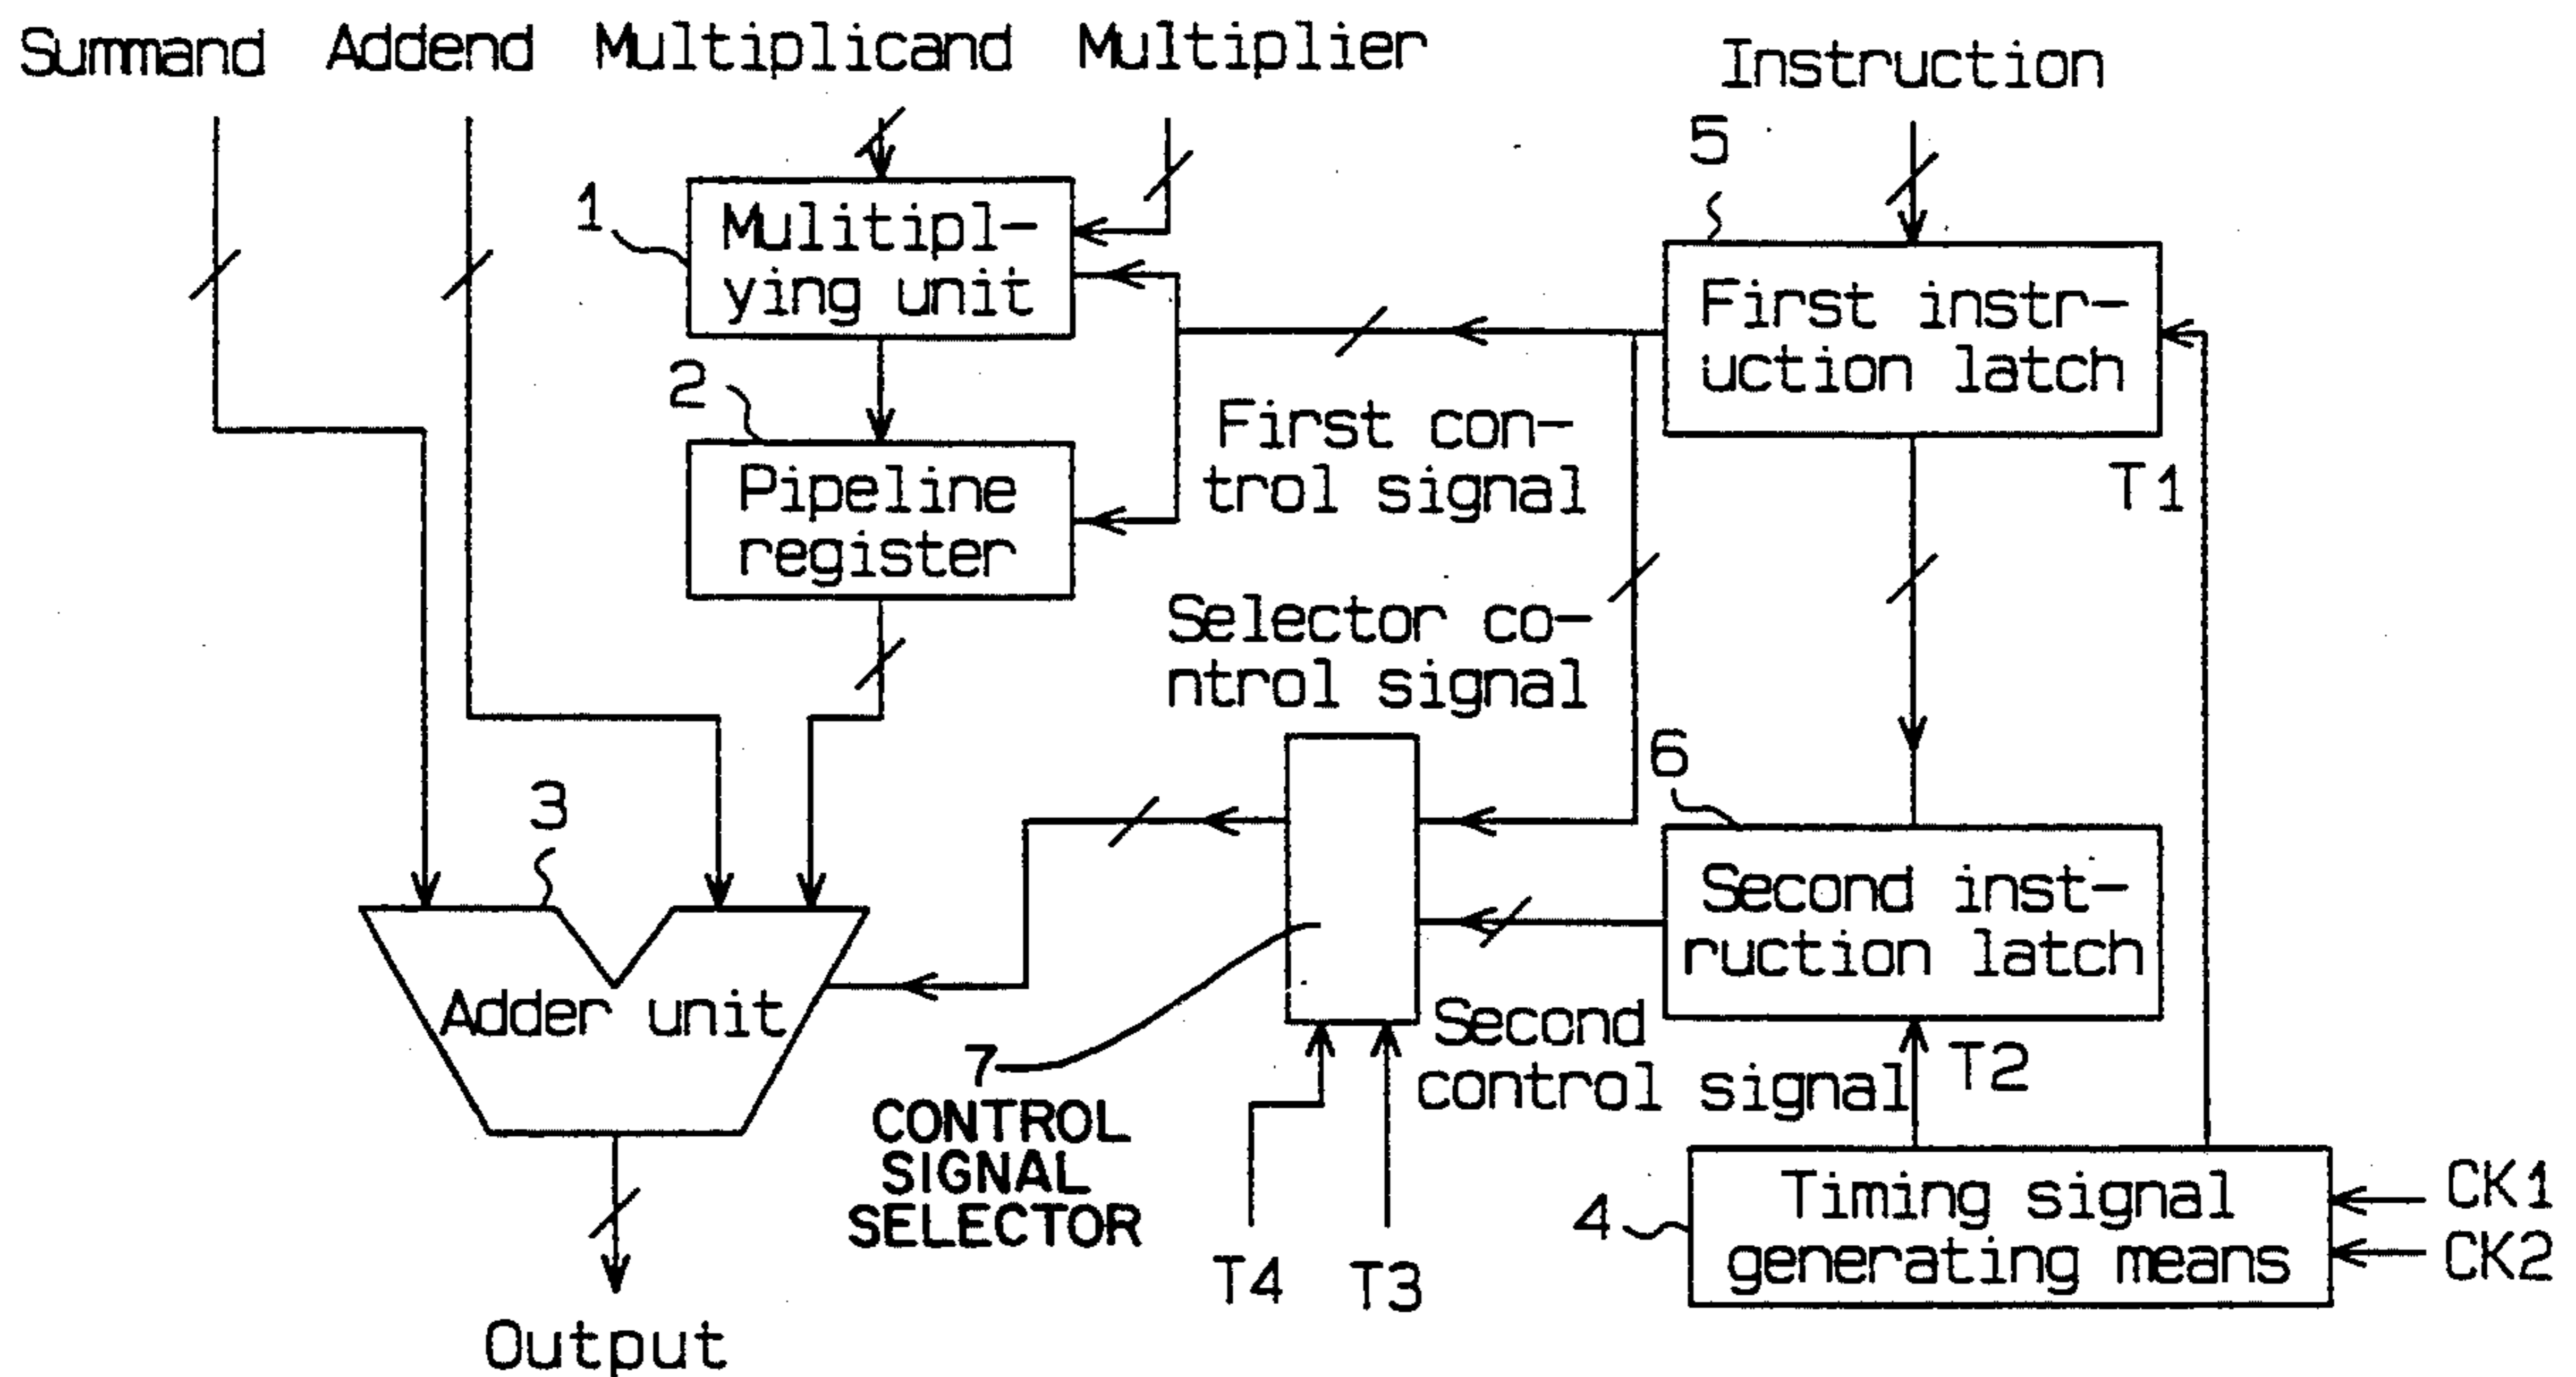 Summand Addend Multiplicand Multiplier Instruction
5
1
Mulitipl-
ying unit
First instr-
uction latch
2
First con-
trol signal
T1
Pipeline
register
Selector co-
ntrol signal
6
3
Second inst-
ruction latch
Adder unit
Second
control signal
T2
7
CONTROL
SIGNAL
SELECTOR
4
Timing signal
generating means
CK1
CK2
T4 T3
Output